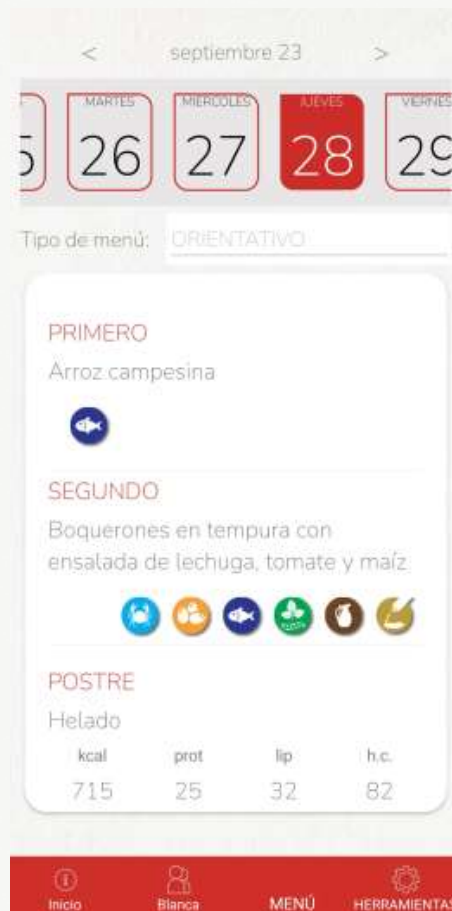 < septiembre 23 >
5 MARTES 26 MIERCOLES 27 JUEVES 28 VIERNES 29
Tipo de menú: ORIENTATIVO
PRIMERO
Arroz campesina
SEGUNDO
Boquerones en tempura con
ensalada de lechuga, tomate y maíz
POSTRE
Helado
kcal prot lip h.c.
715 25 32 82
Inicio Blanca MENÚ HERRAMIENTAS